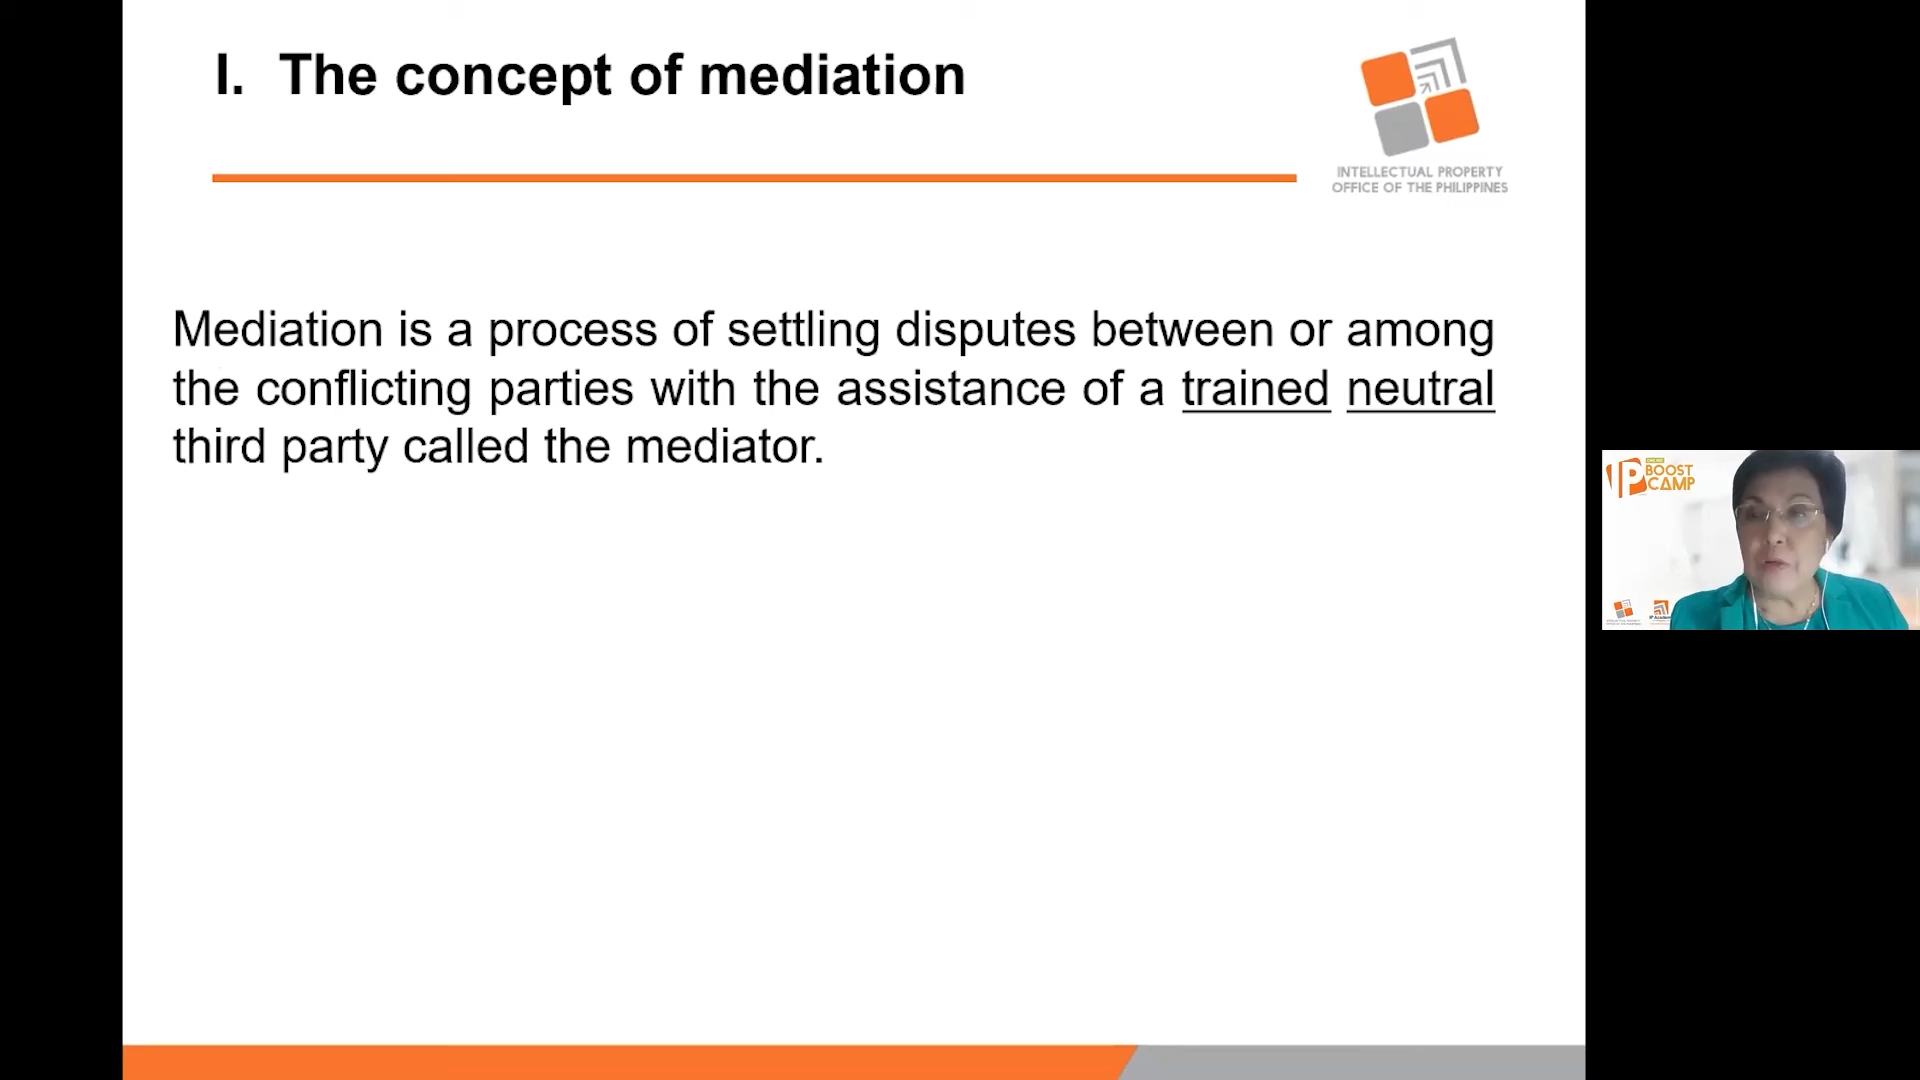 I. The concept of mediation
INTELLECTUAL PROPERTY
OFFICE OF THE PHILIPPINES
Mediation is a process of settling disputes between or among
the conflicting parties with the assistance of a trained neutral
third party called the mediator.
IP BOOST
CAMP